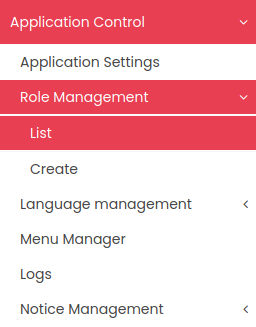 Application Control
Application Settings
Role Management
List
Create
Language management
Menu Manager
Logs
Notice Management